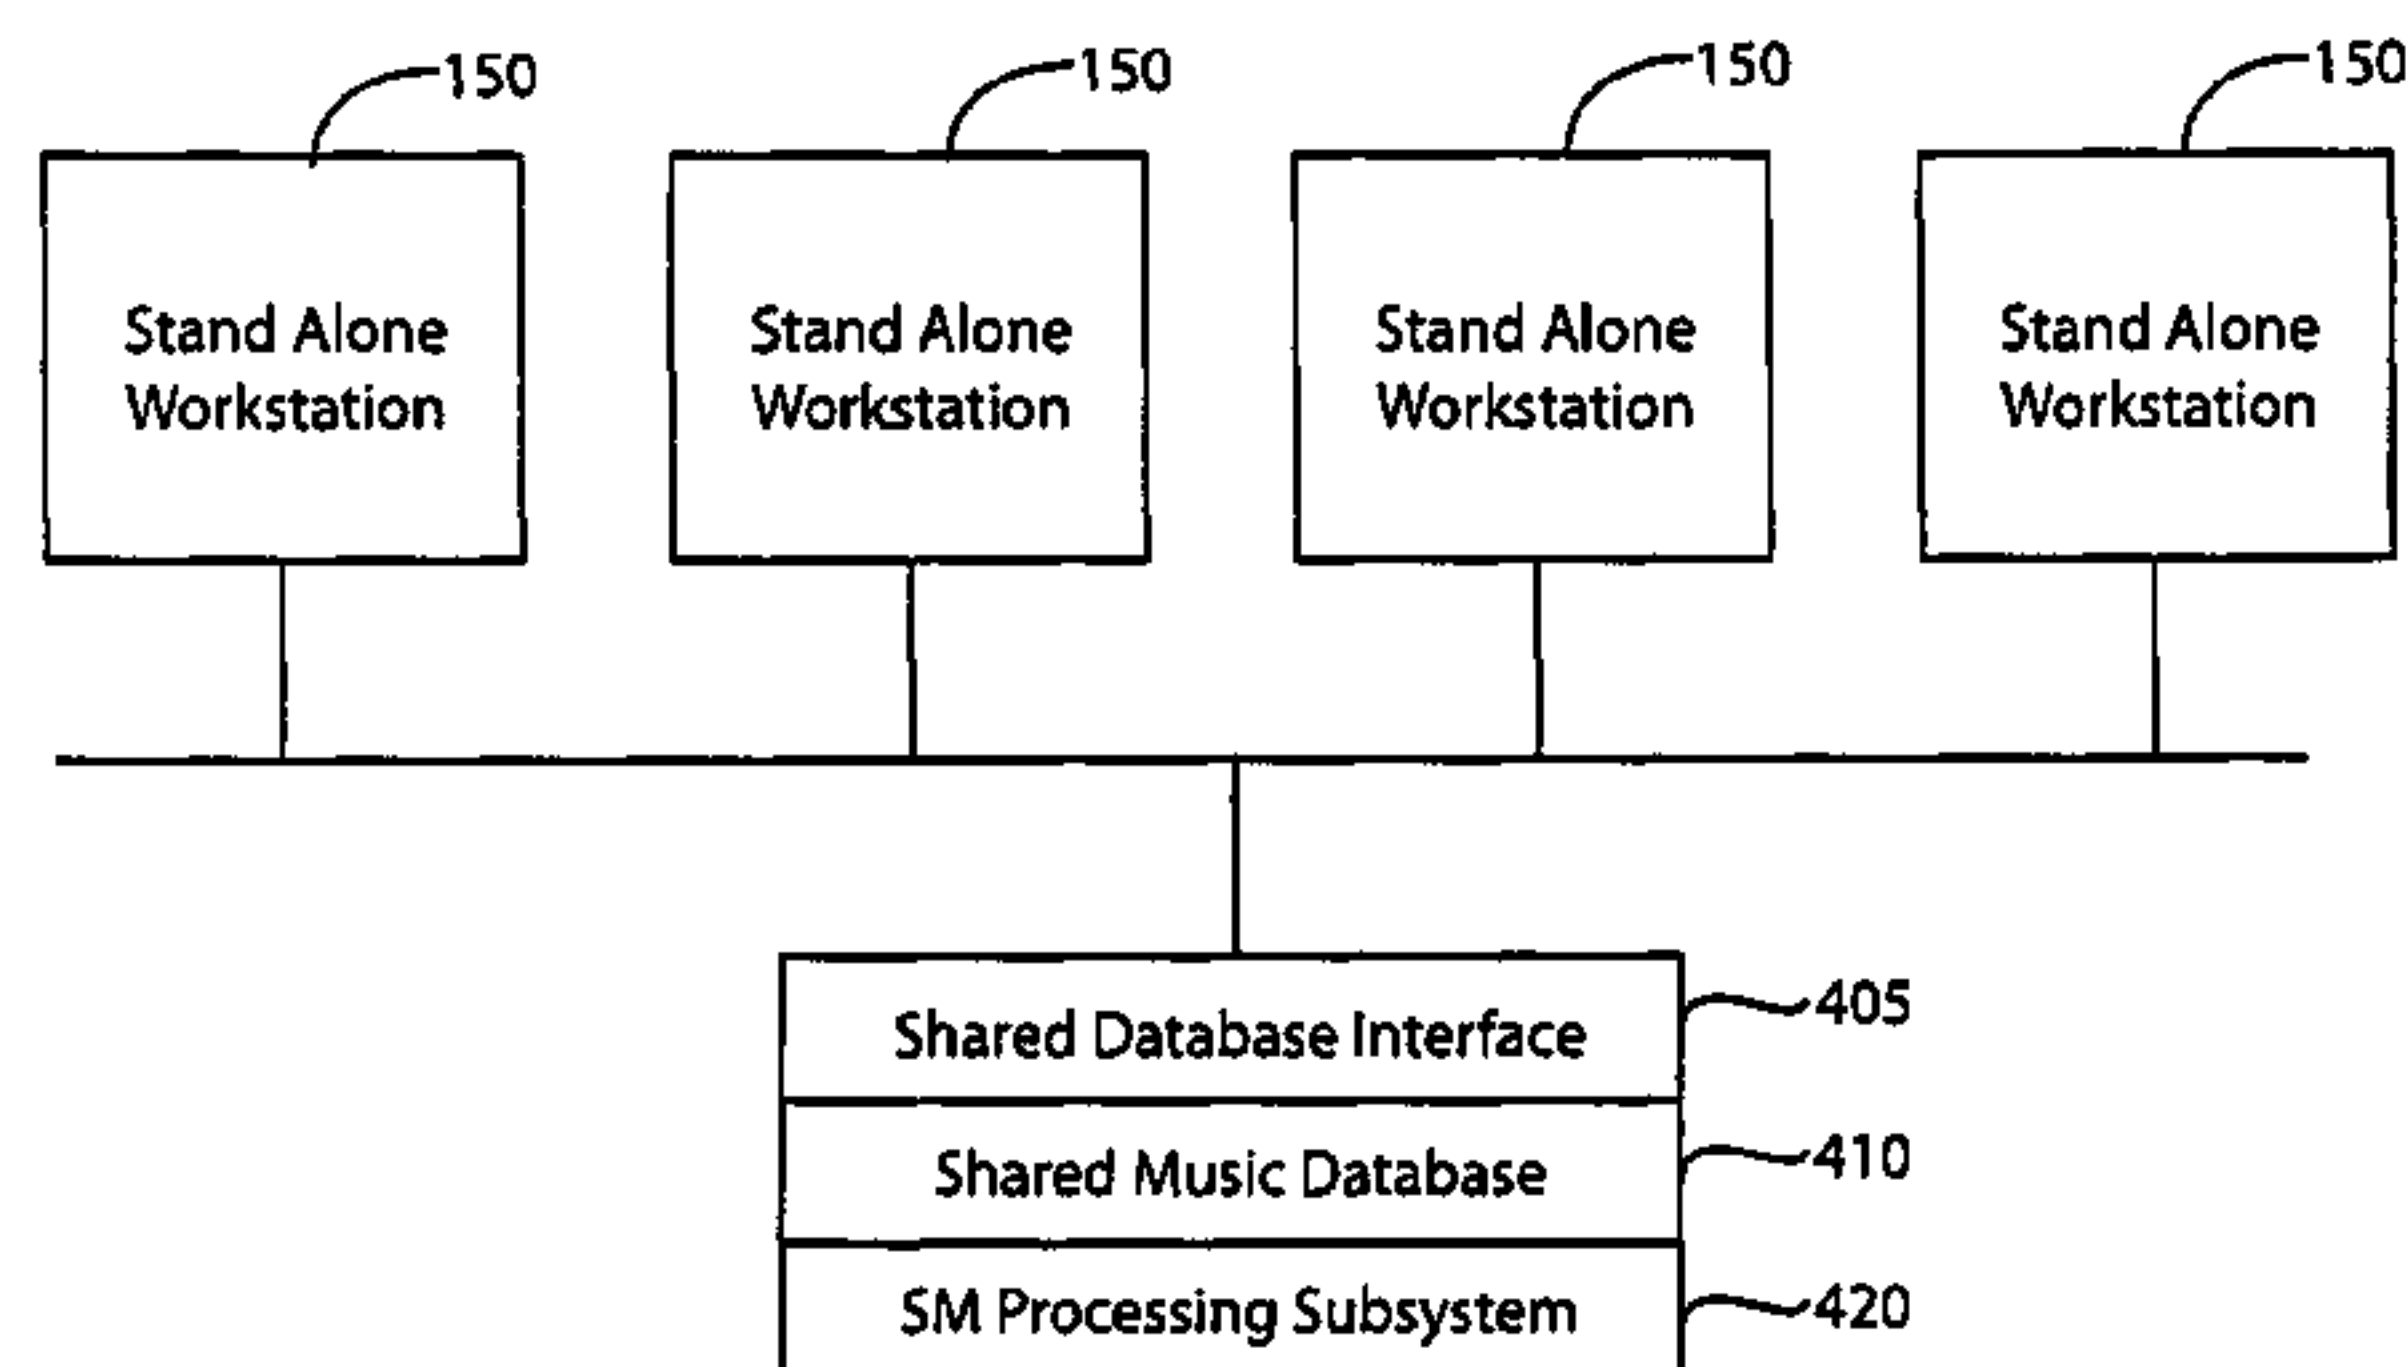 150
150
150
150
Stand Alone
Workstation
Stand Alone
Workstation
Stand Alone
Workstation
Stand Alone
Workstation
Shared Database Interface
405
Shared Music Database
410
SM Processing Subsystem
420